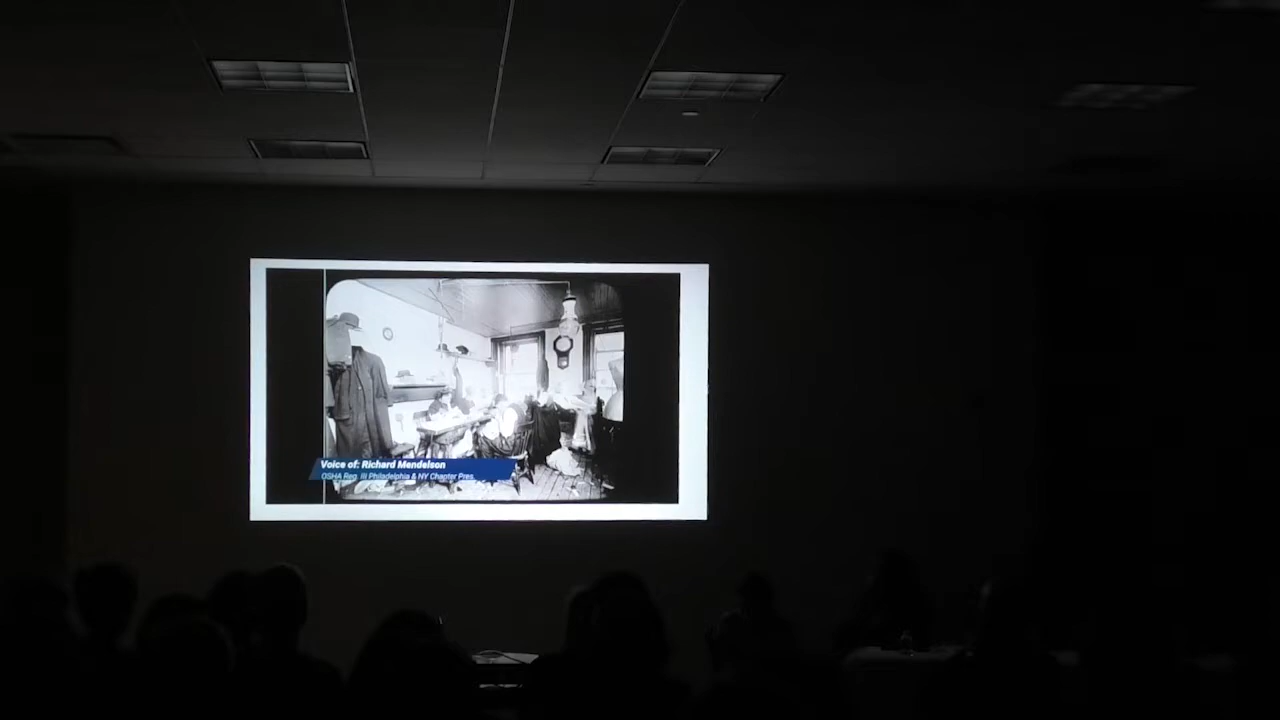 Voice of: Richard Mendelson
OSHA Reg. III Philadelphia & NY Chapter Pres.